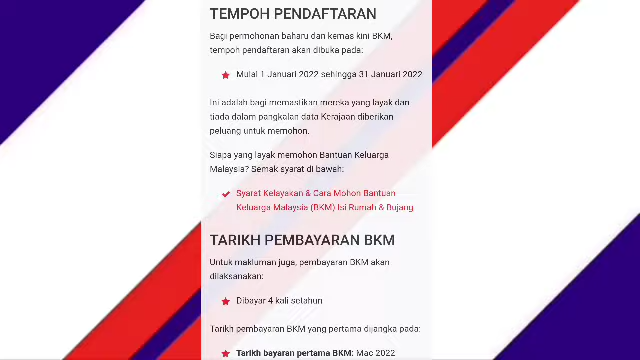 TEMPOH PENDAFTARAN
Bagi permohonan baharu dan kemas kini BKM,
tempoh pendaftaran akan dibuka pada:
Mulai 1 Januari 2022 sehingga 31 Januari 2022
Ini adalah bagi memastikan mereka yang layak dan
tiada dalam pangkalan data Kerajaan diberikan
peluang untuk memohon.
Siapa yang layak memohon Bantuan Keluarga
Malaysia? Semak syarat di bawah:
Syarat Kelayakan & Cara Mohon Bantuan
Keluarga Malaysia (BKM) Isi Rumah & Bujang
TARIKH PEMBAYARAN BKM
Untuk makluman juga, pembayaran BKM akan
dilaksanakan:
Dibayar 4 kali setahun
Tarikh pembayaran BKM yang pertama dijangka pada:
Tarikh bayaran pertama BKM: Mac 2022